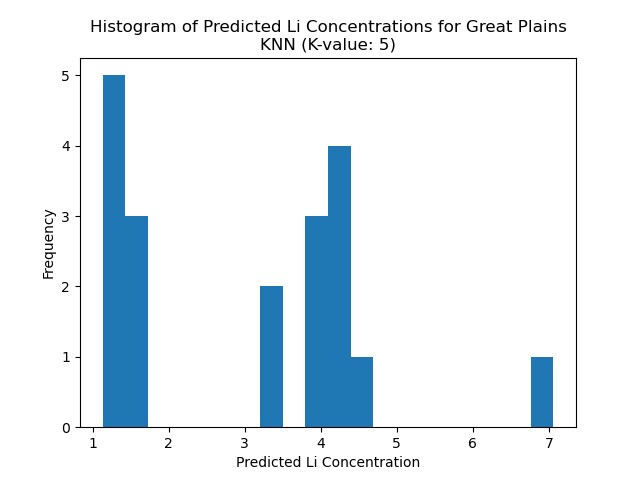 Histogram of Predicted Li Concentrations for Great Plains
KNN (K-value: 5)
5
4
3
2
1
0
Frequency
1 2 3 4 5 6 7
Predicted Li Concentration